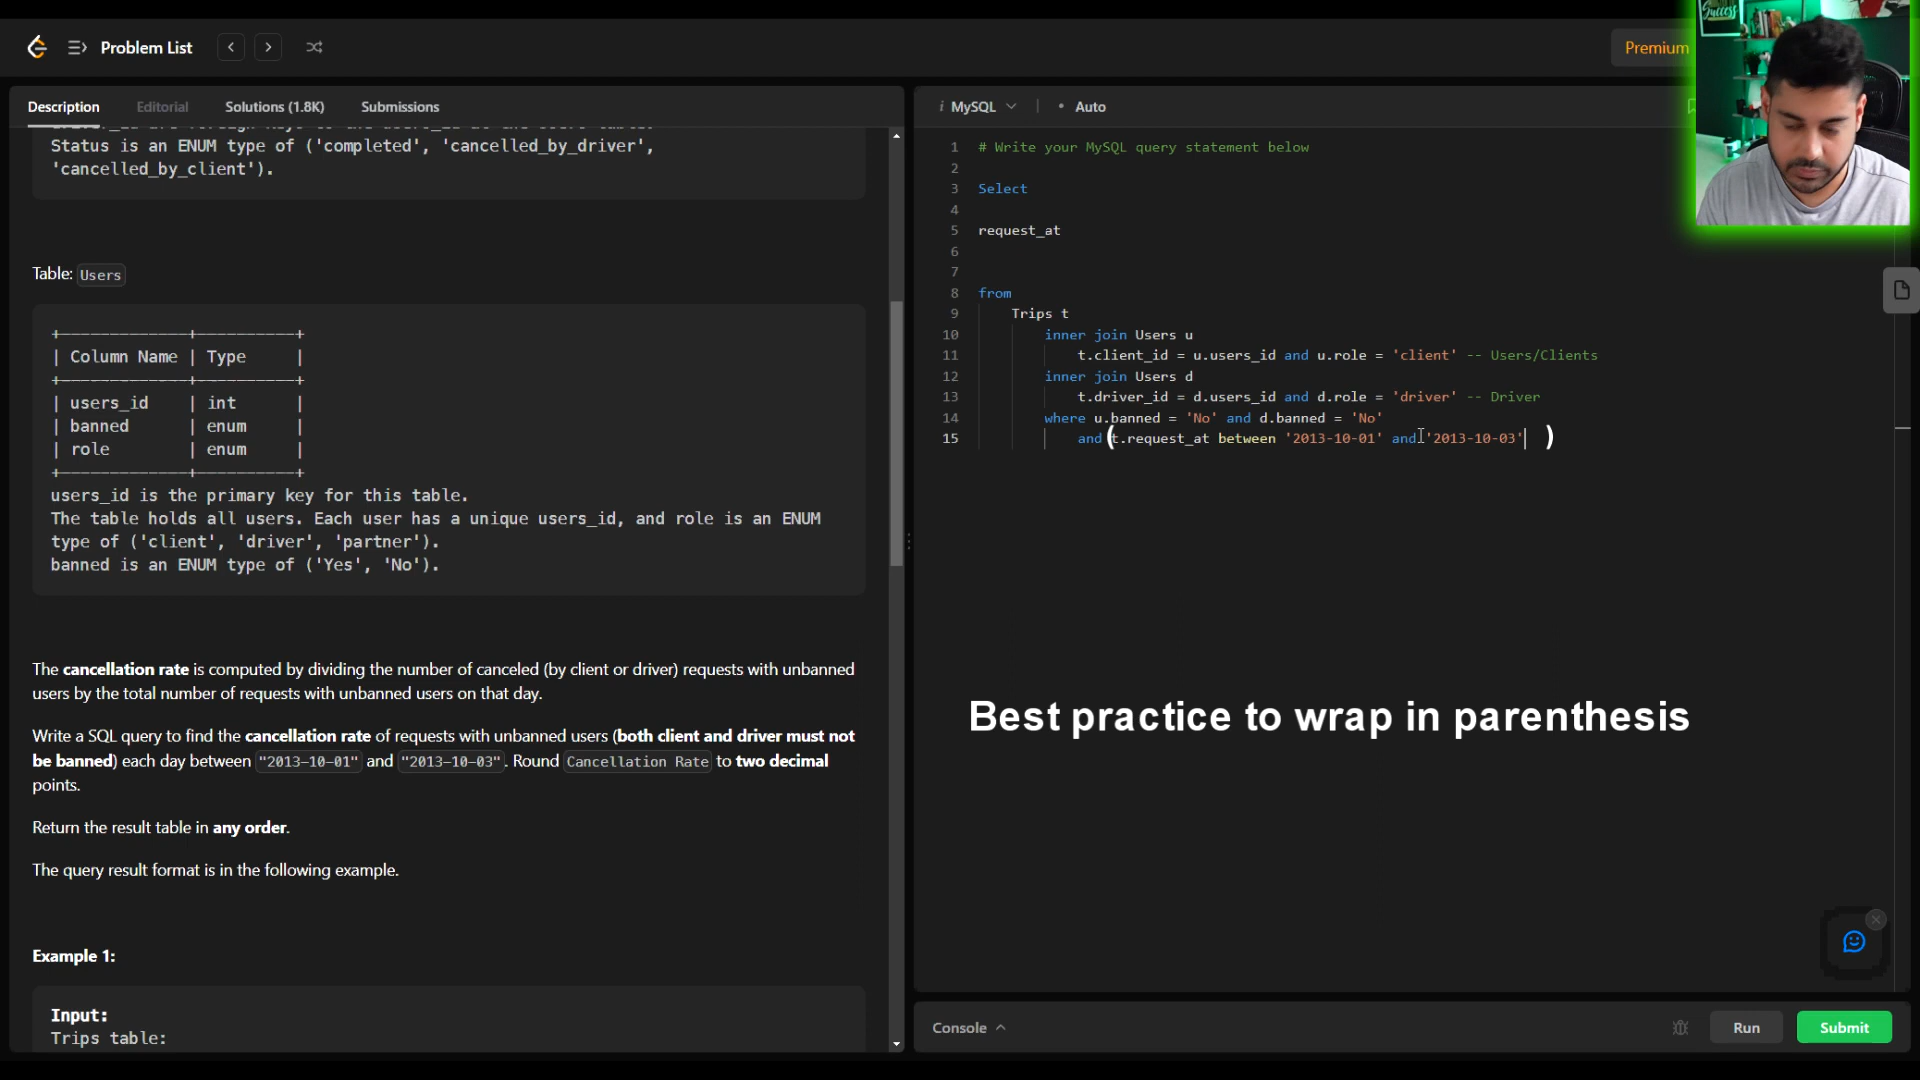 Problem List
Premium
Success
Description
Editorial
Solutions (1.8K)
Submissions
Status is an ENUM type of ('completed', 'cancelled_by_driver',
'cancelled_by_client').
Table: Users
+-------------+----------+
| Column Name | Type     |
+-------------+----------+
| users_id    | int      |
| banned      | enum     |
| role        | enum     |
+-------------+----------+
users_id is the primary key for this table.
The table holds all users. Each user has a unique users_id, and role is an ENUM
type of ('client', 'driver', 'partner').
banned is an ENUM type of ('Yes', 'No').
The cancellation rate is computed by dividing the number of canceled (by client or driver) requests with unbanned
users by the total number of requests with unbanned users on that day.
Write a SQL query to find the cancellation rate of requests with unbanned users (both client and driver must not
be banned) each day between "2013-10-01" and "2013-10-03". Round Cancellation Rate to two decimal
points.
Return the result table in any order.
The query result format is in the following example.
Example 1:
Input:
Trips table:
i MySQL
• Auto
1 # Write your MySQL query statement below
2
3 Select
4
5 request_at
6
7
8 from
9 Trips t
10 inner join Users u
11 t.client_id = u.users_id and u.role = 'client' -- Users/Clients
12 inner join Users d
13 t.driver_id = d.users_id and d.role = 'driver' -- Driver
14 where u.banned = 'No' and d.banned = 'No'
15 and (t.request_at between '2013-10-01' and '2013-10-03' )
Best practice to wrap in parenthesis
Console
Run
Submit